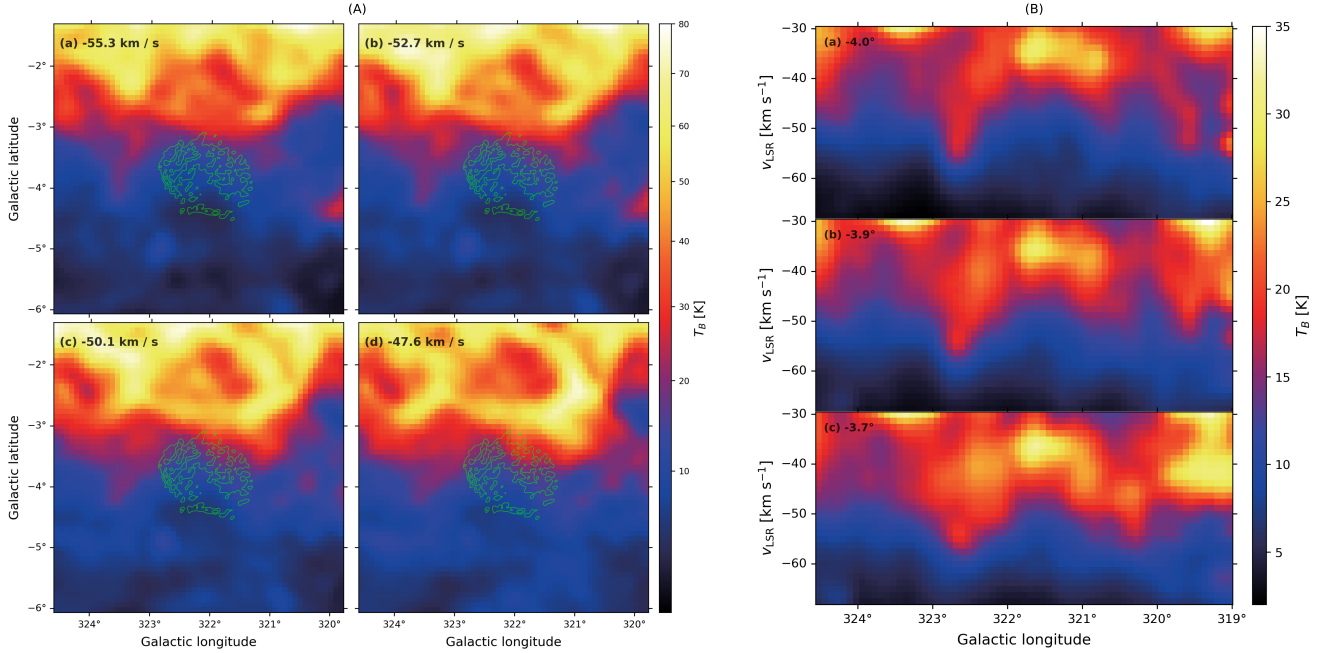 (A)
(a) -55.3 km / s
(b) -52.7 km / s
Galactic latitude
−2°
−3°
−4°
−5°
−6°
(c) -50.1 km / s
(d) -47.6 km / s
Galactic latitude
−2°
−3°
−4°
−5°
−6°
324°
323°
322°
321°
320°
324°
323°
322°
321°
320°
Galactic longitude
Galactic longitude
80
70
60
50
40
30
20
10
T_B [K]
(B)
(a) -4.0°
v_LSR [km s⁻¹]
−30
−40
−50
−60
(b) -3.9°
v_LSR [km s⁻¹]
−30
−40
−50
−60
(c) -3.7°
v_LSR [km s⁻¹]
−30
−40
−50
−60
324°
323°
322°
321°
320°
319°
Galactic longitude
35
30
25
20
15
10
5
T_B [K]